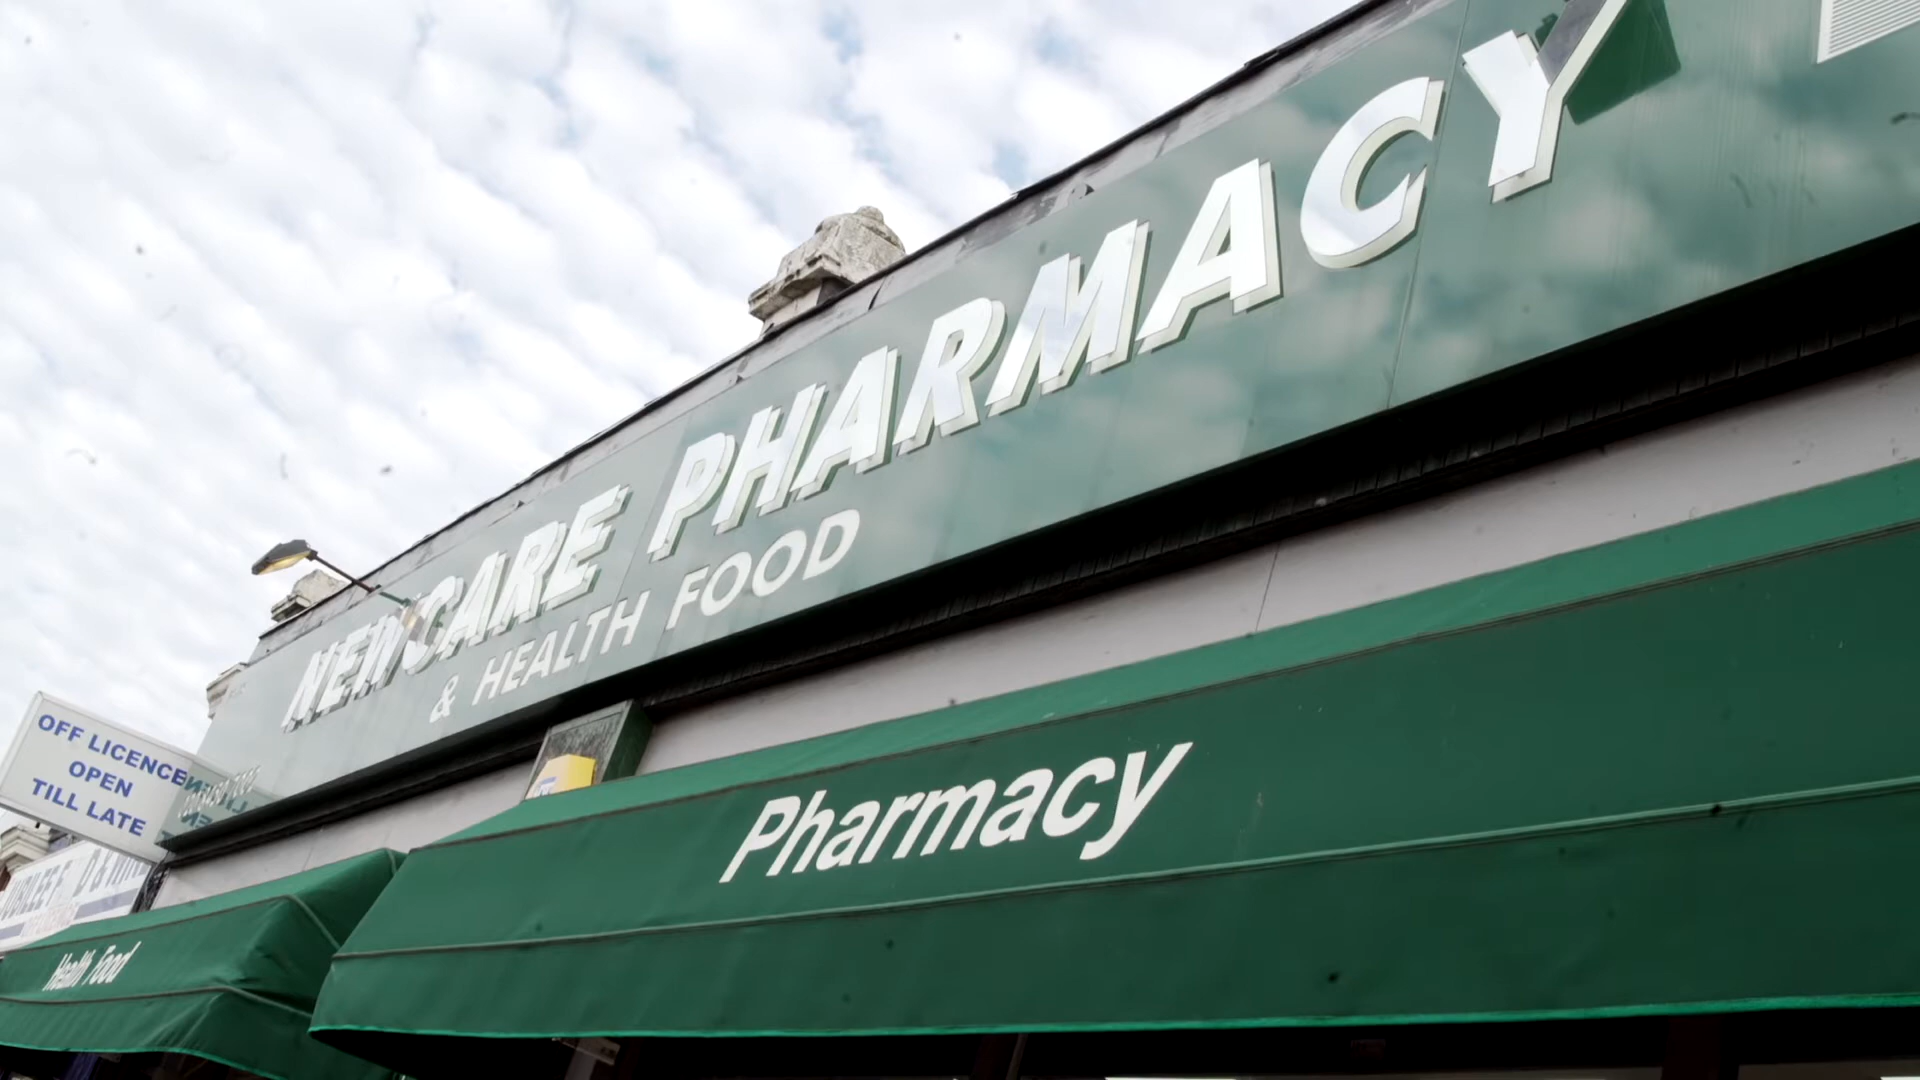 NEWCARE PHARMACY
& HEALTH FOOD
OFF LICENCE
OPEN
TILL LATE
Pharmacy
Health Food